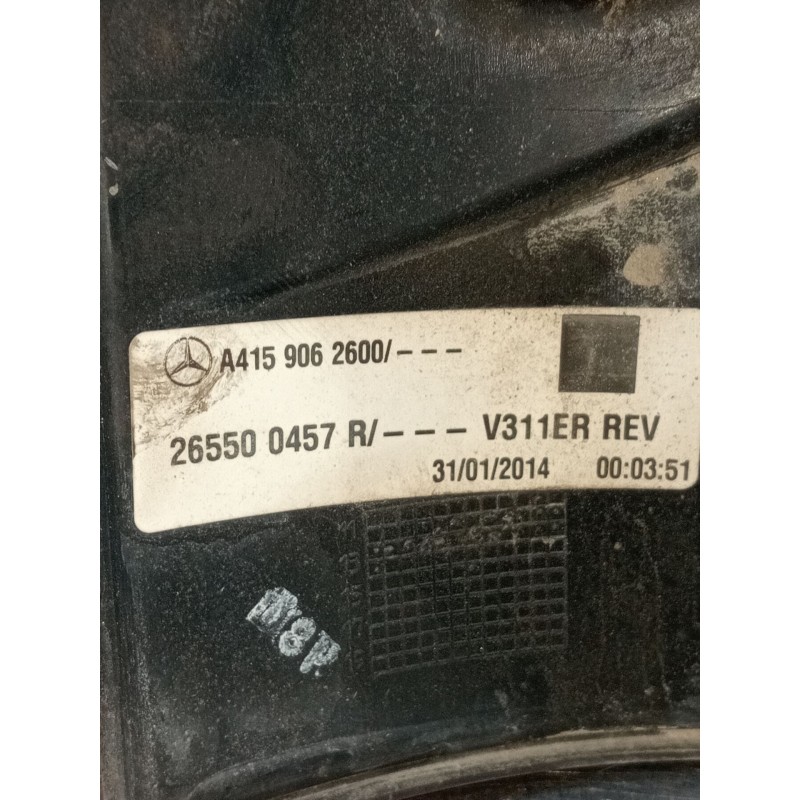 A415 906 2600/---
26550 0457 R/--- V311ER REV
31/01/2014 00:03:51